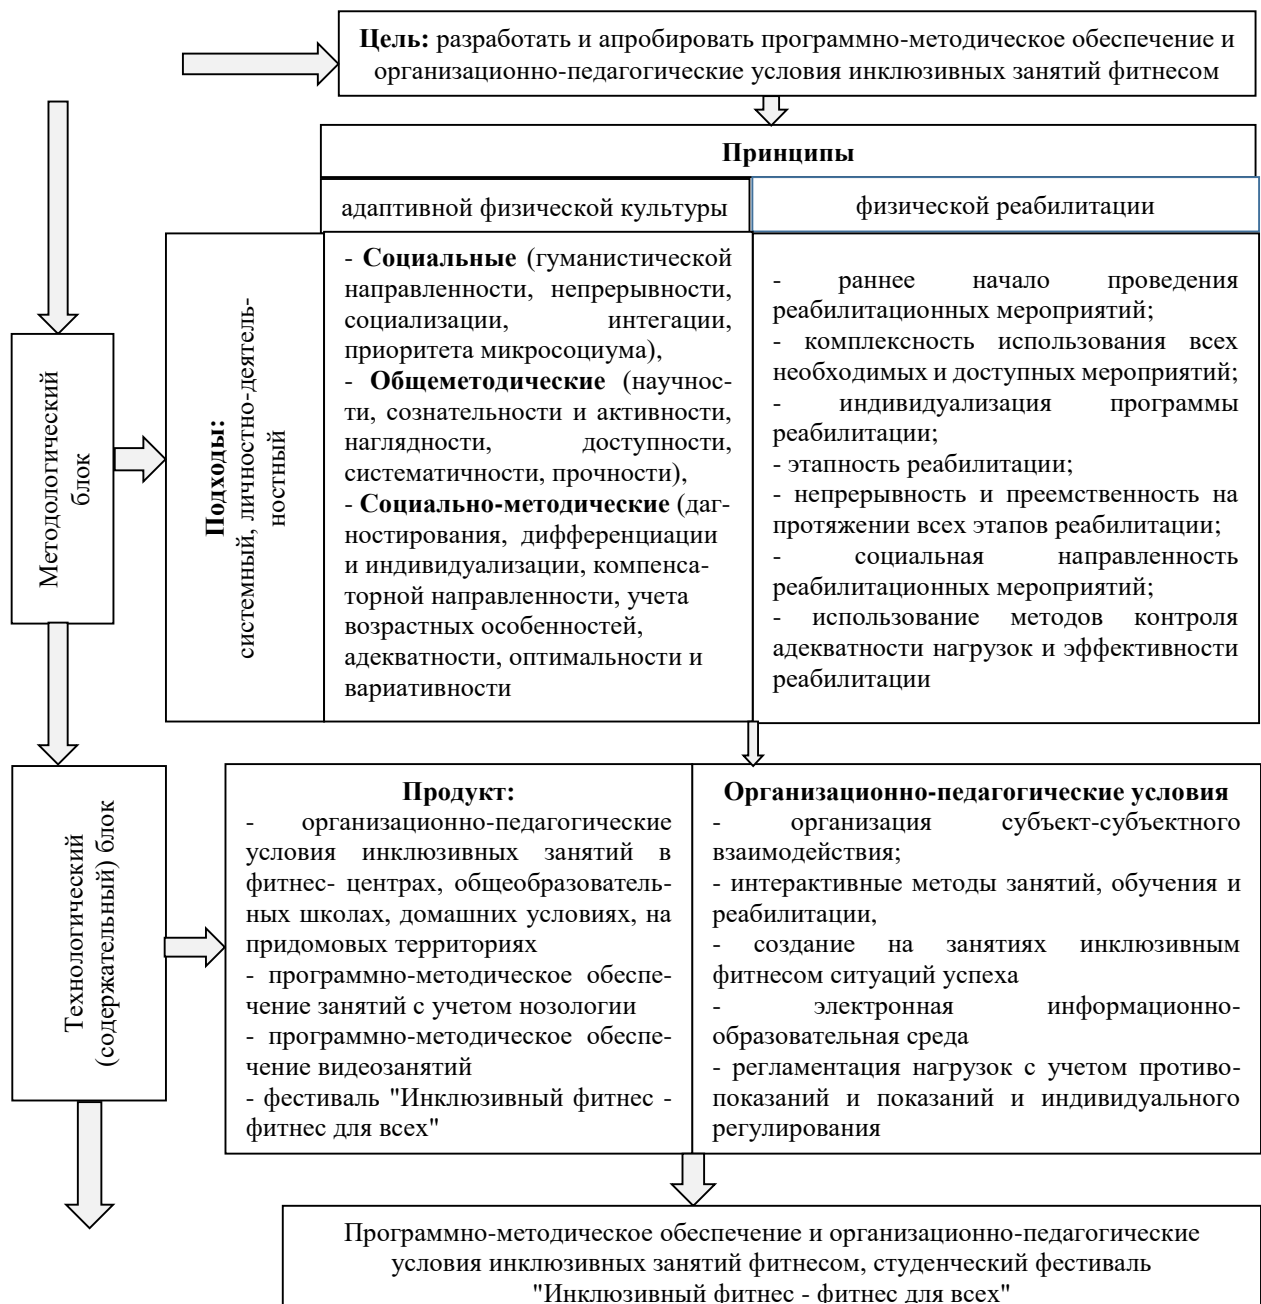 Цель: разработать и апробировать программно-методическое обеспечение и
организационно-педагогические условия инклюзивных занятий фитнесом
Принципы
адаптивной физической культуры
физической реабилитации
Методологический
блок
Подходы:
системный, личностно-деятель-
ностный
- Социальные (гуманистической
направленности, непрерывности,
социализации, интегации,
приоритета микросоциума),
- Общеметодические (научнос-
ти, сознательности и активности,
наглядности, доступности,
систематичности, прочности),
- Социально-методические (даг-
ностирования, дифференциации
и индивидуализации, компенса-
торной направленности, учета
возрастных особенностей,
адекватности, оптимальности и
вариативности
- раннее начало проведения
реабилитационных мероприятий;
- комплексность использования всех
необходимых и доступных мероприятий;
- индивидуализация программы
реабилитации;
- этапность реабилитации;
- непрерывность и преемственность на
протяжении всех этапов реабилитации;
- социальная направленность
реабилитационных мероприятий;
- использование методов контроля
адекватности нагрузок и эффективности
реабилитации
Технологический
(содержательный) блок
Продукт:
- организационно-педагогические
условия инклюзивных занятий в
фитнес- центрах, общеобразователь-
ных школах, домашних условиях, на
придомовых территориях
- программно-методическое обеспе-
чение занятий с учетом нозологии
- программно-методическое обеспе-
чение видеозанятий
- фестиваль "Инклюзивный фитнес -
фитнес для всех"
Организационно-педагогические условия
- организация субъект-субъектного
взаимодействия;
- интерактивные методы занятий, обучения и
реабилитации,
- создание на занятиях инклюзивным
фитнесом ситуаций успеха
- электронная информационно-
образовательная среда
- регламентация нагрузок с учетом противо-
показаний и показаний и индивидуального
регулирования
Программно-методическое обеспечение и организационно-педагогические
условия инклюзивных занятий фитнесом, студенческий фестиваль
"Инклюзивный фитнес - фитнес для всех"